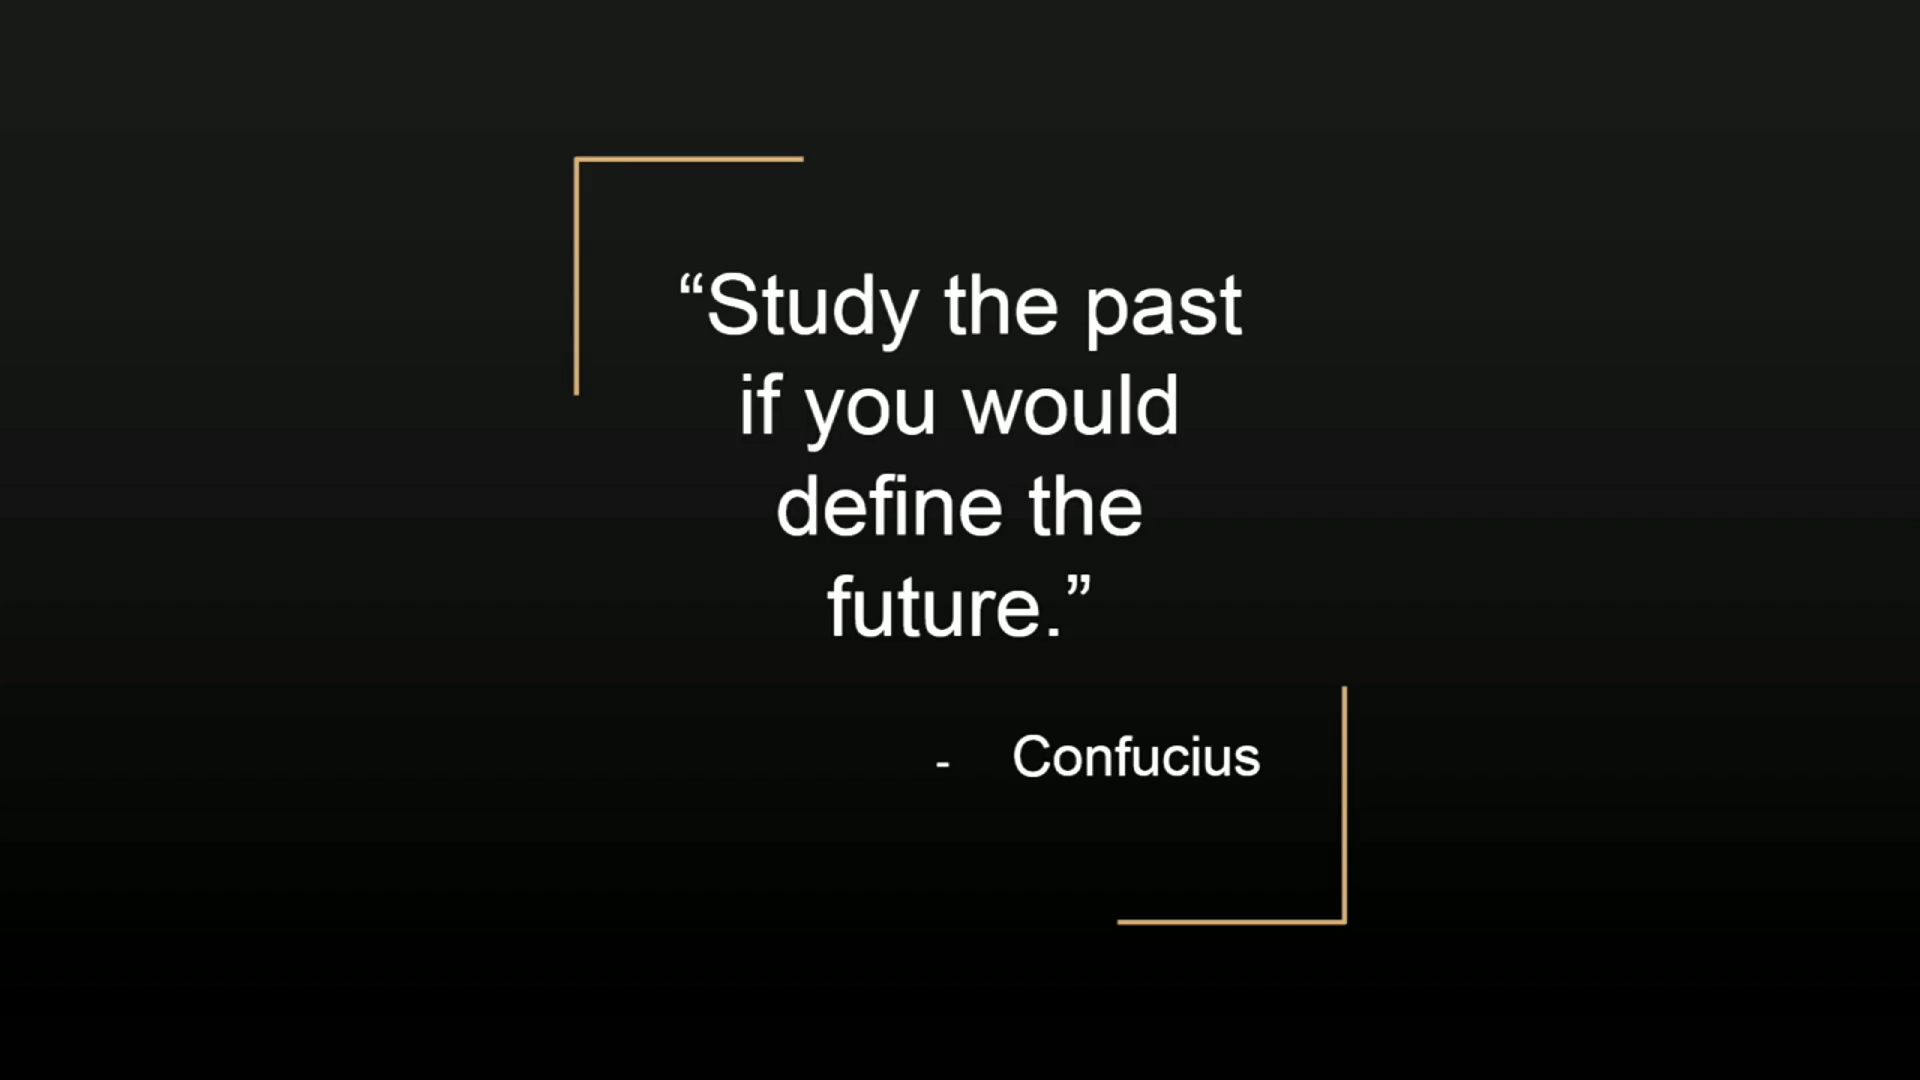 “Study the past
if you would
define the
future.”
- Confucius